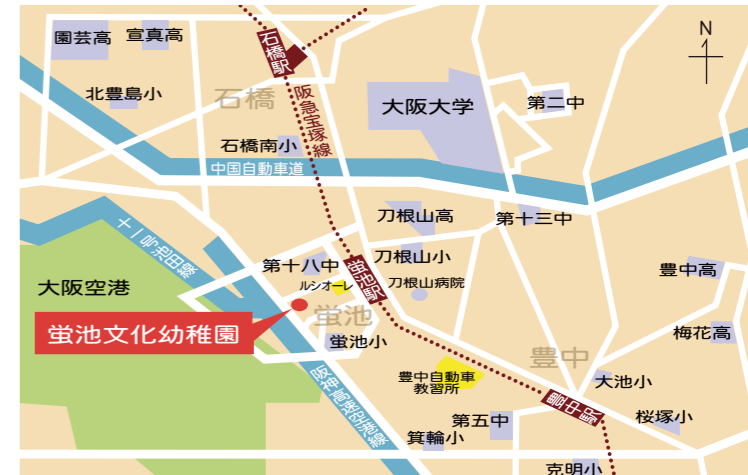 園芸高
宣真高
石橋駅
N
北豊島小
石橋
阪急宝塚線
大阪大学
第二中
石橋南小
中国自動車道
刀根山高
第十三中
十一号池田線
第十八中
ルシオーレ
蛍池駅
刀根山小
刀根山病院
豊中高
大阪空港
蛍池
蛍池文化幼稚園
蛍池小
豊中
梅花高
阪神高速空港線
豊中自動車
教習所
大池小
豊中駅
第五中
桜塚小
箕輪小
克明小